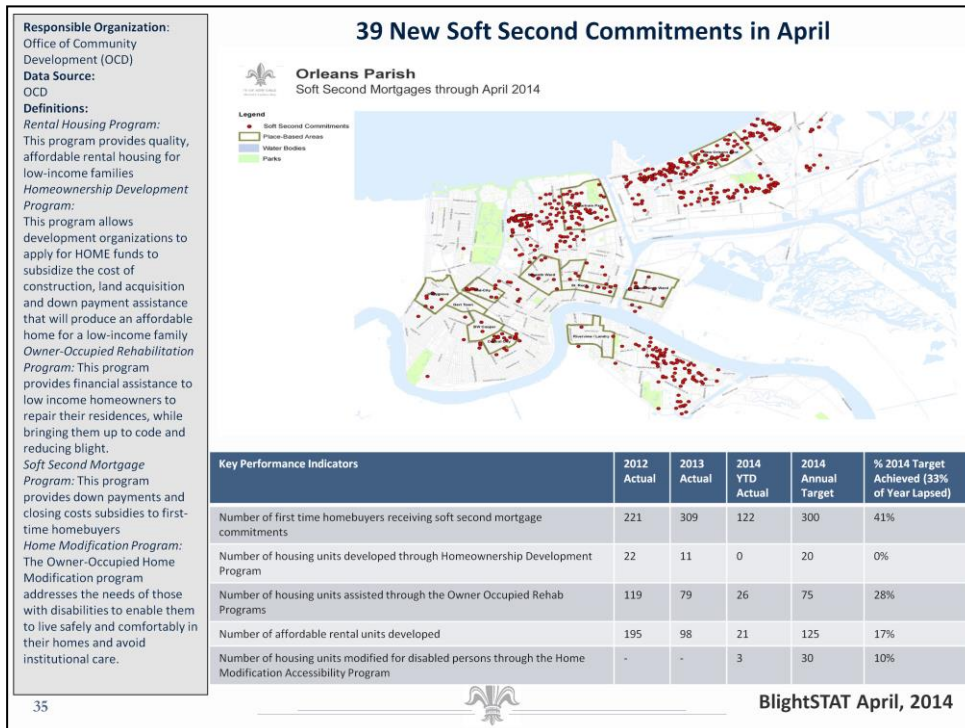 Responsible Organization:
Office of Community
Development (OCD)
Data Source:
OCD
Definitions:
Rental Housing Program:
This program provides quality,
affordable rental housing for
low-income families
Homeownership Development
Program:
This program allows
development organizations to
apply for HOME funds to
subsidize the cost of
construction, land acquisition
and down payment assistance
that will produce an affordable
home for a low-income family
Owner-Occupied Rehabilitation
Program: This program
provides financial assistance to
low income homeowners to
repair their residences, while
bringing them up to code and
reducing blight.
Soft Second Mortgage
Program: This program
provides down payments and
closing costs subsidies to first-
time homebuyers
Home Modification Program:
The Owner-Occupied Home
Modification program
addresses the needs of those
with disabilities to enable them
to live safely and comfortably in
their homes and avoid
institutional care.
39 New Soft Second Commitments in April
Orleans Parish
Soft Second Mortgages through April 2014
Legend
Soft Second Commitments
Place-Based Areas
Water Bodies
Parks
Key Performance Indicators 2012 Actual 2013 Actual 2014 YTD Actual 2014 Annual Target % 2014 Target Achieved (33% of Year Lapsed)
Number of first time homebuyers receiving soft second mortgage commitments 221 309 122 300 41%
Number of housing units developed through Homeownership Development Program 22 11 0 20 0%
Number of housing units assisted through the Owner Occupied Rehab Programs 119 79 26 75 28%
Number of affordable rental units developed 195 98 21 125 17%
Number of housing units modified for disabled persons through the Home Modification Accessibility Program - - 3 30 10%
35
BlightSTAT April, 2014